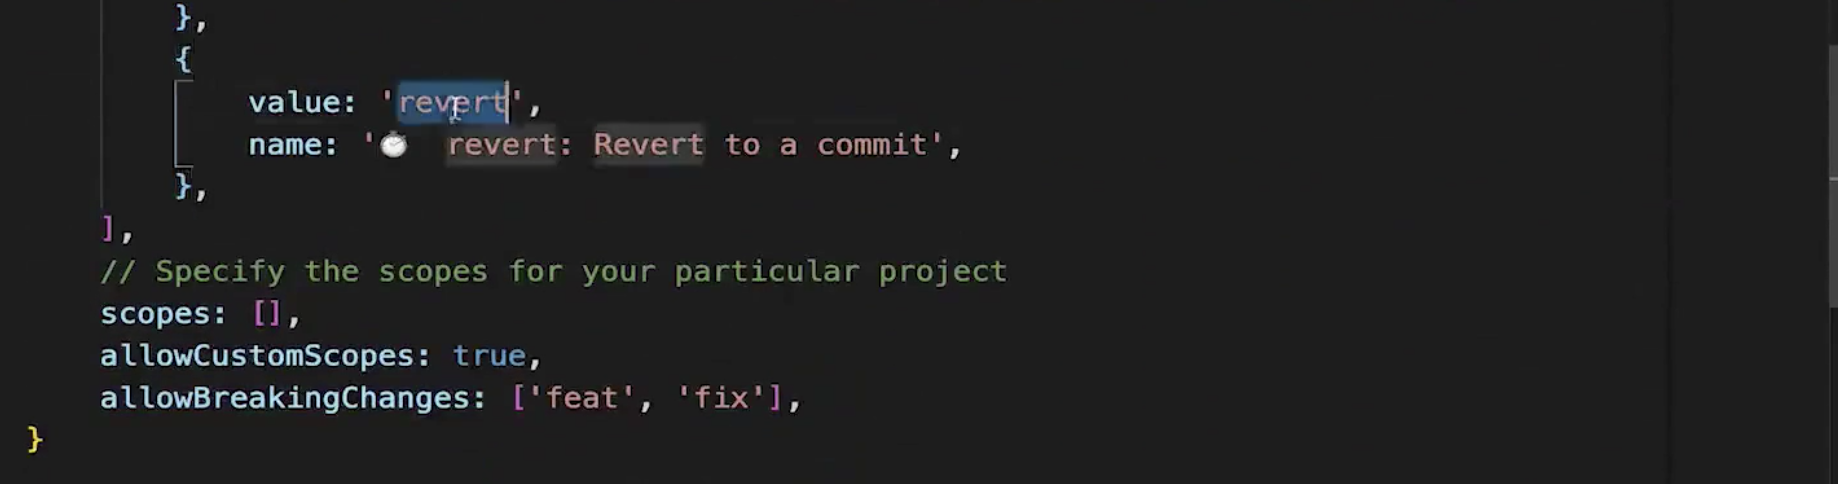 },
{
value: 'revert',
name: '⏱  revert: Revert to a commit',
},
],
// Specify the scopes for your particular project
scopes: [],
allowCustomScopes: true,
allowBreakingChanges: ['feat', 'fix'],
}